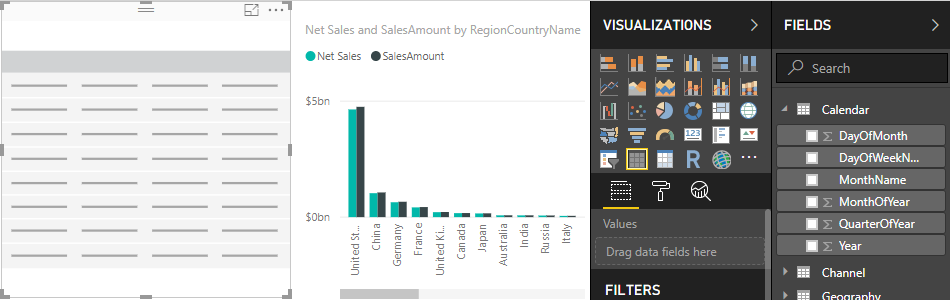 Net Sales and SalesAmount by RegionCountryName
Net Sales SalesAmount
$5bn
$0bn
United St...
China
Germany
France
United Ki...
Canada
Japan
Australia
India
Russia
Italy
VISUALIZATIONS
123
R
Values
Drag data fields here
FILTERS
FIELDS
Search
Calendar
DayOfMonth
DayOfWeekN...
MonthName
MonthOfYear
QuarterOfYear
Year
Channel
Geography